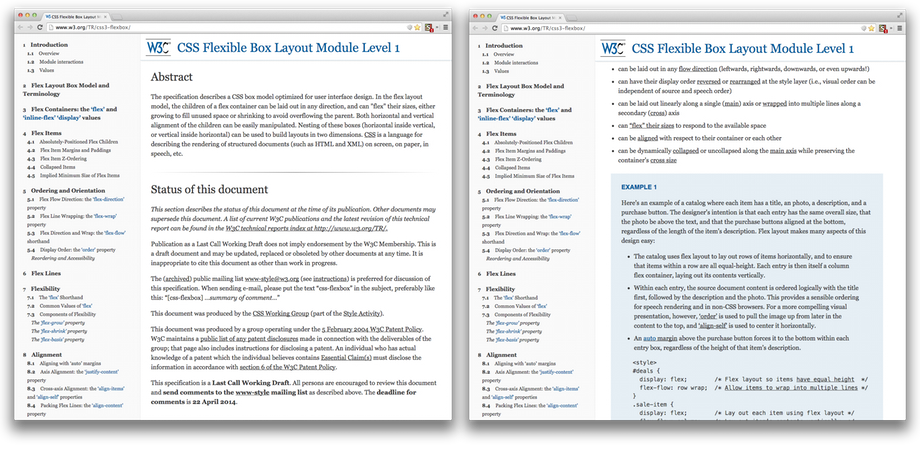 CSS Flexible Box Layout Module
www.w3.org/TR/css3-flexbox/
1 Introduction
1.1 Overview
1.2 Module interactions
1.3 Values
2 Flex Layout Box Model and
Terminology
3 Flex Containers: the 'flex' and
'inline-flex' 'display' values
4 Flex Items
4.1 Absolutely-Positioned Flex Children
4.2 Flex Item Margins and Paddings
4.3 Flex Item Z-Ordering
4.4 Collapsed Items
4.5 Implied Minimum Size of Flex Items
5 Ordering and Orientation
5.1 Flex Flow Direction: the 'flex-direction'
property
5.2 Flex Line Wrapping: the 'flex-wrap'
property
5.3 Flex Direction and Wrap: the 'flex-flow'
shorthand
5.4 Display Order: the 'order' property
Reordering and Accessibility
6 Flex Lines
7 Flexibility
7.1 The 'flex' Shorthand
7.2 Common Values of 'flex'
7.3 Components of Flexibility
The 'flex-grow' property
The 'flex-shrink' property
The 'flex-basis' property
8 Alignment
8.1 Aligning with 'auto' margins
8.2 Axis Alignment: the 'justify-content'
property
8.3 Cross-axis Alignment: the 'align-items'
and 'align-self' properties
8.4 Packing Flex Lines: the 'align-content'
property
W3C CSS Flexible Box Layout Module Level 1
Abstract
The specification describes a CSS box model optimized for user interface design. In the flex layout
model, the children of a flex container can be laid out in any direction, and can "flex" their sizes, either
growing to fill unused space or shrinking to avoid overflowing the parent. Both horizontal and vertical
alignment of the children can be easily manipulated. Nesting of these boxes (horizontal inside vertical,
or vertical inside horizontal) can be used to build layouts in two dimensions. CSS is a language for
describing the rendering of structured documents (such as HTML and XML) on screen, on paper, in
speech, etc.
Status of this document
This section describes the status of this document at the time of its publication. Other documents may
supersede this document. A list of current W3C publications and the latest revision of this technical
report can be found in the W3C technical reports index at http://www.w3.org/TR/.
Publication as a Last Call Working Draft does not imply endorsement by the W3C Membership. This is
a draft document and may be updated, replaced or obsoleted by other documents at any time. It is
inappropriate to cite this document as other than work in progress.
The (archived) public mailing list www-style@w3.org (see instructions) is preferred for discussion of
this specification. When sending e-mail, please put the text "css-flexbox" in the subject, preferably like
this: "[css-flexbox] ...summary of comment..."
This document was produced by the CSS Working Group (part of the Style Activity).
This document was produced by a group operating under the 5 February 2004 W3C Patent Policy.
W3C maintains a public list of any patent disclosures made in connection with the deliverables of the
group; that page also includes instructions for disclosing a patent. An individual who has actual
knowledge of a patent which the individual believes contains Essential Claim(s) must disclose the
information in accordance with section 6 of the W3C Patent Policy.
This specification is a Last Call Working Draft. All persons are encouraged to review this document
and send comments to the www-style mailing list as described above. The deadline for
comments is 22 April 2014.
CSS Flexible Box Layout Module
www.w3.org/TR/css3-flexbox/
1 Introduction
1.1 Overview
1.2 Module interactions
1.3 Values
2 Flex Layout Box Model and
Terminology
3 Flex Containers: the 'flex' and
'inline-flex' 'display' values
4 Flex Items
4.1 Absolutely-Positioned Flex Children
4.2 Flex Item Margins and Paddings
4.3 Flex Item Z-Ordering
4.4 Collapsed Items
4.5 Implied Minimum Size of Flex Items
5 Ordering and Orientation
5.1 Flex Flow Direction: the 'flex-direction'
property
5.2 Flex Line Wrapping: the 'flex-wrap'
property
5.3 Flex Direction and Wrap: the 'flex-flow'
shorthand
5.4 Display Order: the 'order' property
Reordering and Accessibility
6 Flex Lines
7 Flexibility
7.1 The 'flex' Shorthand
7.2 Common Values of 'flex'
7.3 Components of Flexibility
The 'flex-grow' property
The 'flex-shrink' property
The 'flex-basis' property
8 Alignment
8.1 Aligning with 'auto' margins
8.2 Axis Alignment: the 'justify-content'
property
8.3 Cross-axis Alignment: the 'align-items'
and 'align-self' properties
8.4 Packing Flex Lines: the 'align-content'
property
W3C CSS Flexible Box Layout Module Level 1
• can be laid out in any flow direction (leftwards, rightwards, downwards, or even upwards!)
• can have their display order reversed or rearranged at the style layer (i.e., visual order can be
independent of source and speech order)
• can be laid out linearly along a single (main) axis or wrapped into multiple lines along a
secondary (cross) axis
• can "flex" their sizes to respond to the available space
• can be aligned with respect to their container or each other
• can be dynamically collapsed or uncollapsed along the main axis while preserving the
container's cross size
EXAMPLE 1
Here's an example of a catalog where each item has a title, an photo, a description, and a
purchase button. The designer's intention is that each entry has the same overall size, that
the photo be above the text, and that the purchase buttons aligned at the bottom,
regardless of the length of the item's description. Flex layout makes many aspects of this
design easy:
• The catalog uses flex layout to lay out rows of items horizontally, and to ensure
that items within a row are all equal-height. Each entry is then itself a column
flex container, laying out its contents vertically.
• Within each entry, the source document content is ordered logically with the title
first, followed by the description and the photo. This provides a sensible ordering
for speech rendering and in non-CSS browsers. For a more compelling visual
presentation, however, 'order' is used to pull the image up from later in the
content to the top, and 'align-self' is used to center it horizontally.
• An auto margin above the purchase button forces it to the bottom within each
entry box, regardless of the height of that item's description.
<style>
#deals {
display: flex; /* Flex layout so items have equal height */
flex-flow: row wrap; /* Allow items to wrap into multiple lines */
}
.sale-item {
display: flex; /* Lay out each item using flex layout */